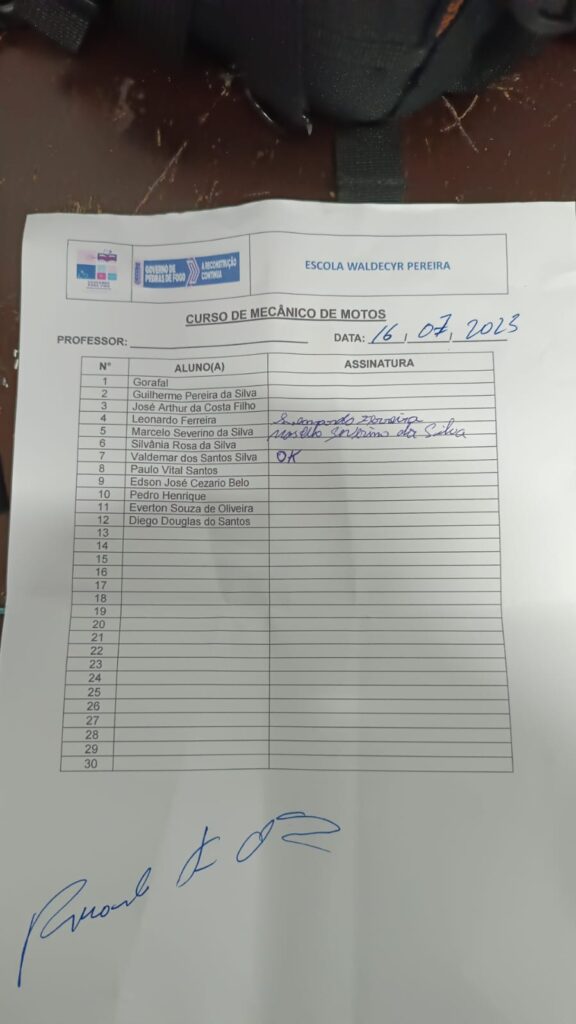 GOVERNO DE
PEDRAS DE FOGO
A RECONSTRUÇÃO
CONTINUA
ESCOLA WALDECYR PEREIRA
CURSO DE MECÂNICO DE MOTOS
PROFESSOR: DATA: 16, 07, 2023
N° ALUNO(A) ASSINATURA
1 Gorafal
2 Guilherme Pereira da Silva
3 José Arthur da Costa Filho
4 Leonardo Ferreira Ferreira
5 Marcelo Severino da Silva da Silva
6 Silvânia Rosa da Silva
7 Valdemar dos Santos Silva OK
8 Paulo Vital Santos
9 Edson José Cezario Belo
10 Pedro Henrique
11 Everton Souza de Oliveira
12 Diego Douglas do Santos
13
14
15
16
17
18
19
20
21
22
23
24
25
26
27
28
29
30